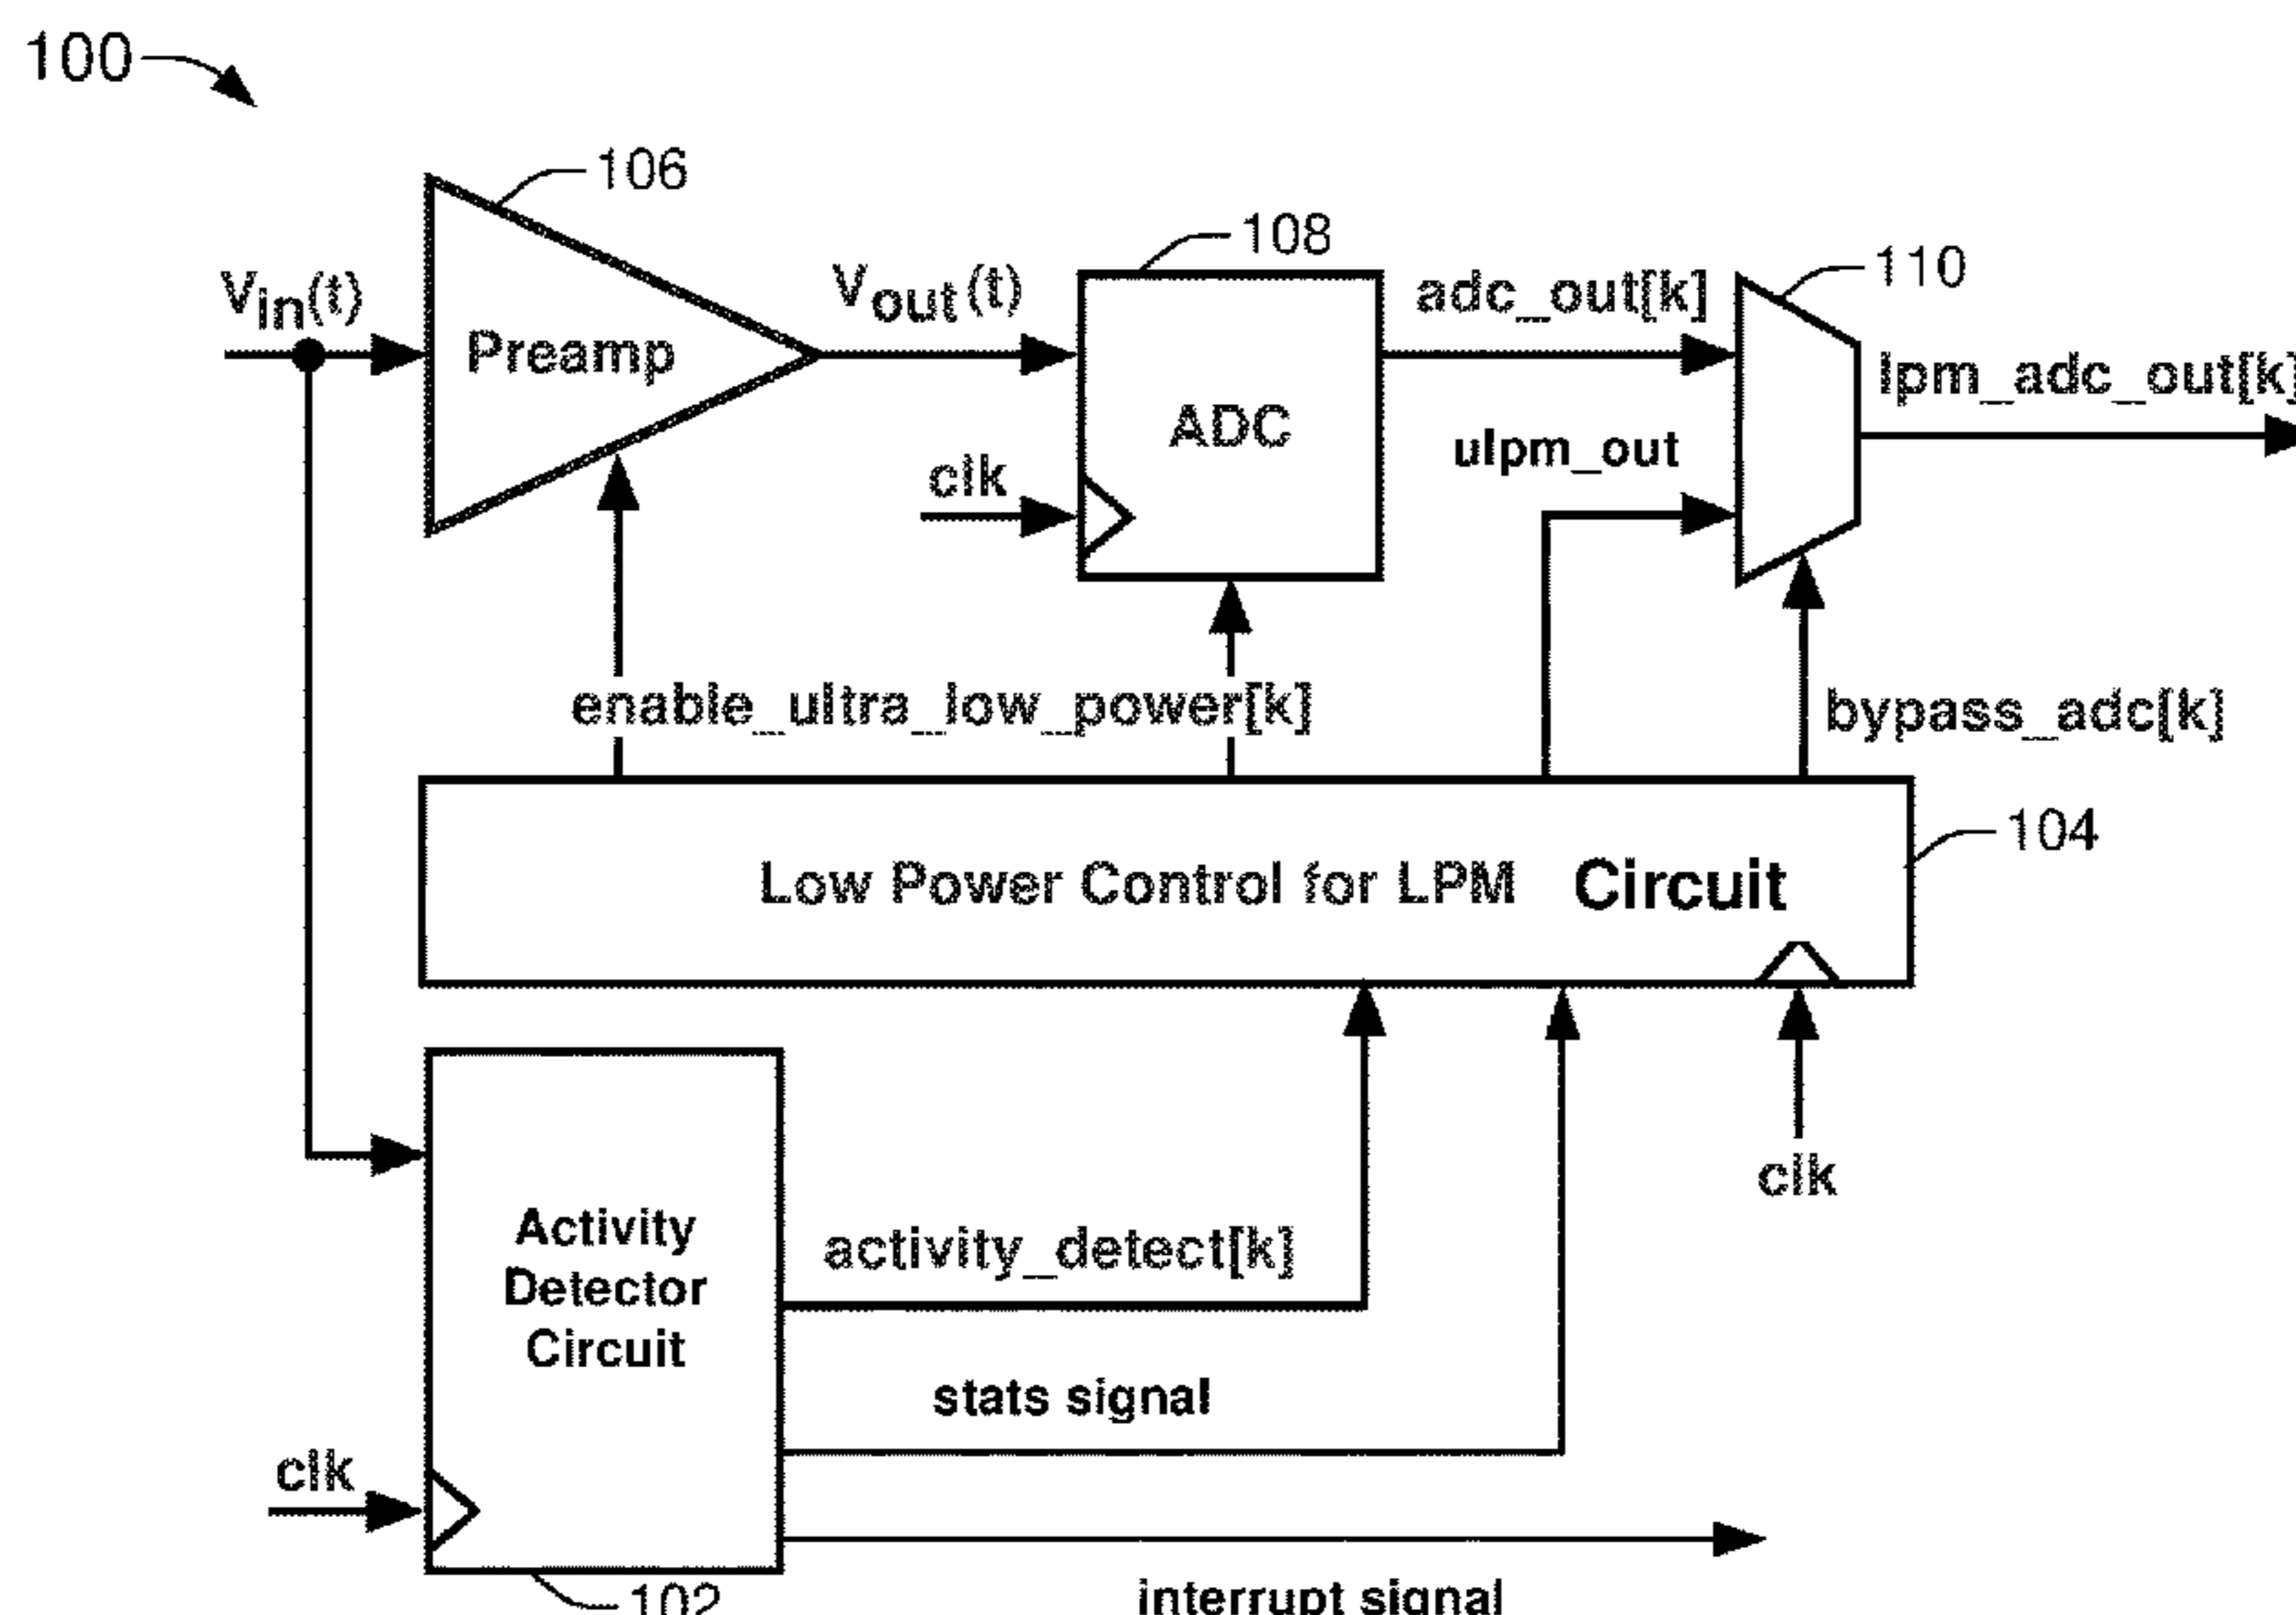 100
106
108
110
Vin(t)
Preamp
Vout(t)
adc_out[k]
lpm_adc_out[k]
ADC
ulpm_out
clk
enable_ultra_low_power[k]
bypass_adc[k]
104
Low Power Control for LPM Circuit
clk
Activity
Detector
Circuit
activity_detect[k]
stats signal
clk
102
interrupt signal